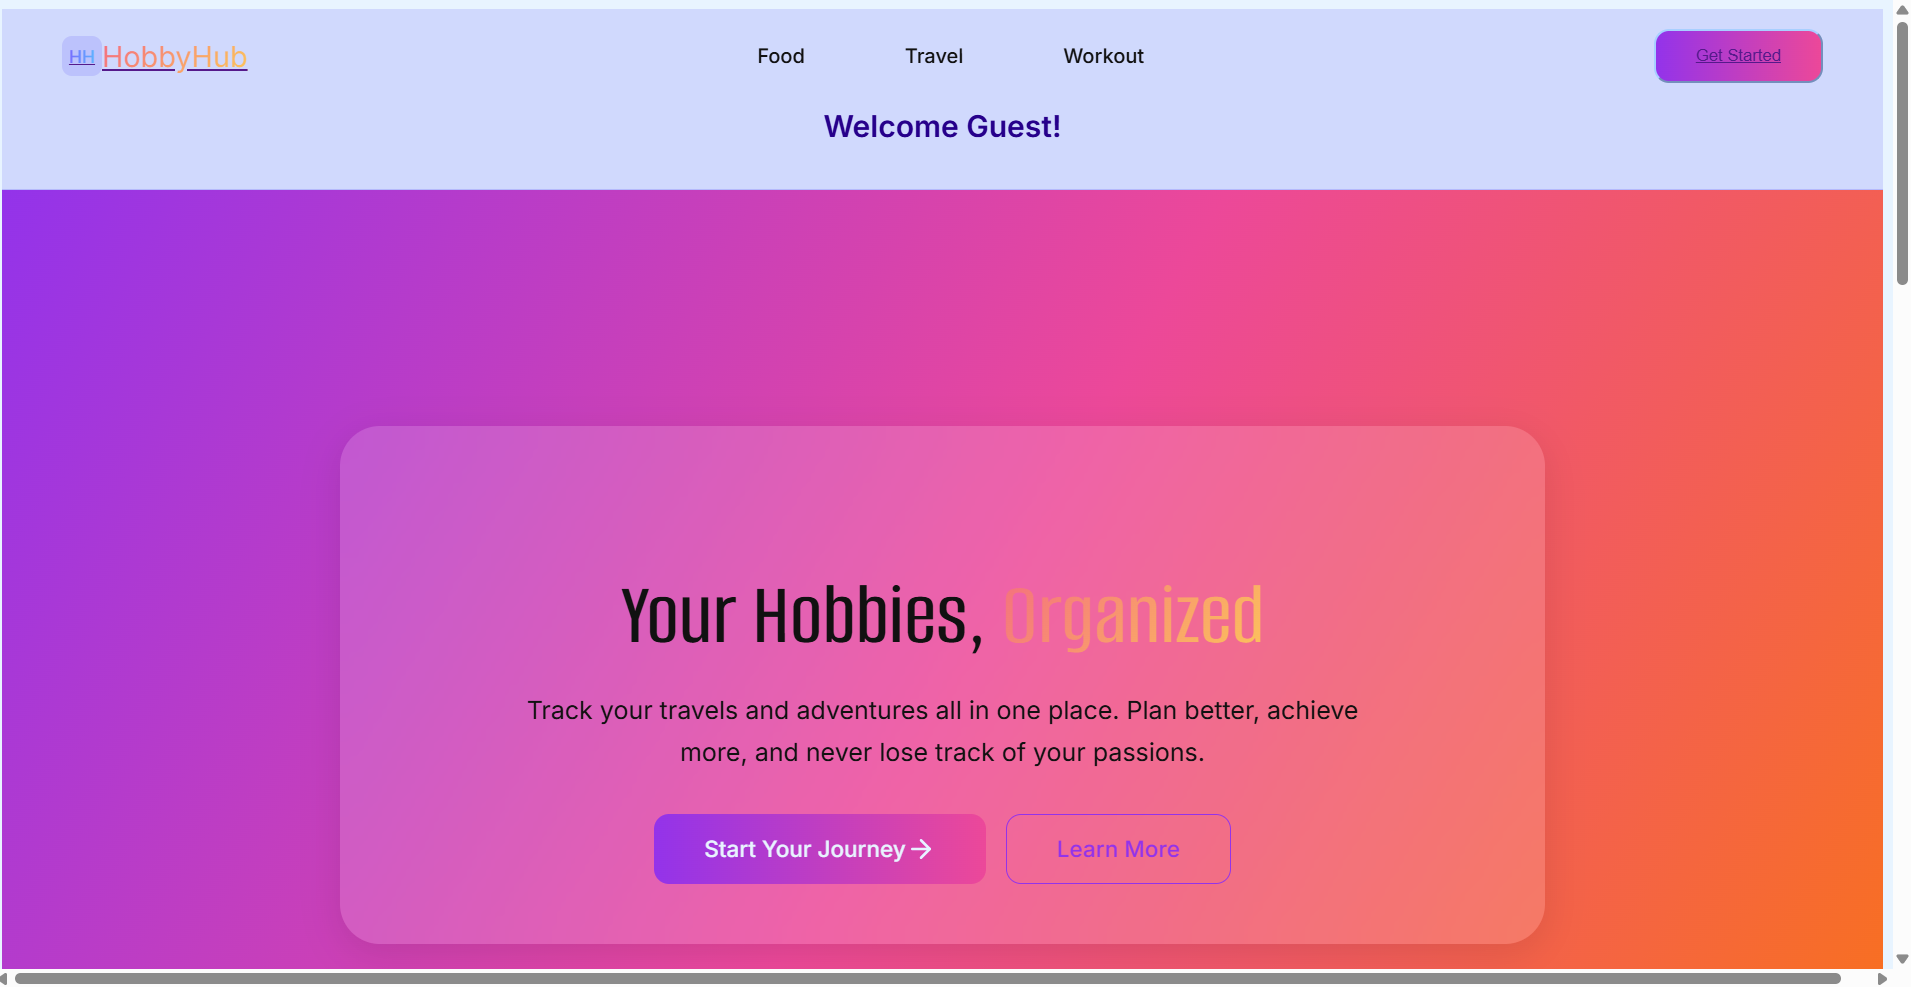 HH HobbyHub Food Travel Workout Get Started
Welcome Guest!
Your Hobbies, Organized
Track your travels and adventures all in one place. Plan better, achieve
more, and never lose track of your passions.
Start Your Journey → Learn More